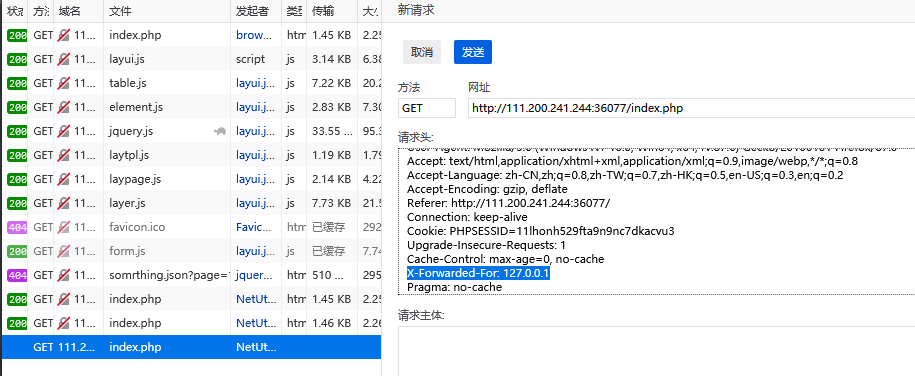 状态 方法 域名 文件 发起者 类型 传输 大小
200 GET 11... index.php brow... htm 1.45 KB 2.25
200 GET 11... layui.js script js 3.14 KB 6.38
200 GET 11... table.js layui.j... js 7.22 KB 20.2
200 GET 11... element.js layui.j... js 2.83 KB 7.30
200 GET 11... jquery.js layui.j... js 33.55 ... 95.3
200 GET 11... laytpl.js layui.j... js 1.19 KB 1.79
200 GET 11... laypage.js layui.j... js 2.14 KB 4.22
200 GET 11... layer.js layui.j... js 7.73 KB 21.5
404 GET 11... favicon.ico Favic... htm 已缓存 292
200 GET 11... form.js layui.j... js 已缓存 7.74
404 GET 11... somrthing.json?page=1 jquer... htm 510 ... 295
200 GET 11... index.php NetUt... htm 1.45 KB 2.25
200 GET 11... index.php NetUt... htm 1.46 KB 2.26
GET 111.2... index.php NetUt...
新请求
取消 发送
方法 网址
GET http://111.200.241.244:36077/index.php
请求头:
Accept: text/html,application/xhtml+xml,application/xml;q=0.9,image/webp,*/*;q=0.8
Accept-Language: zh-CN,zh;q=0.8,zh-TW;q=0.7,zh-HK;q=0.5,en-US;q=0.3,en;q=0.2
Accept-Encoding: gzip, deflate
Referer: http://111.200.241.244:36077/
Connection: keep-alive
Cookie: PHPSESSID=11lhonh529fta9n9nc7dkacvu3
Upgrade-Insecure-Requests: 1
Cache-Control: max-age=0, no-cache
X-Forwarded-For: 127.0.0.1
Pragma: no-cache
请求主体: